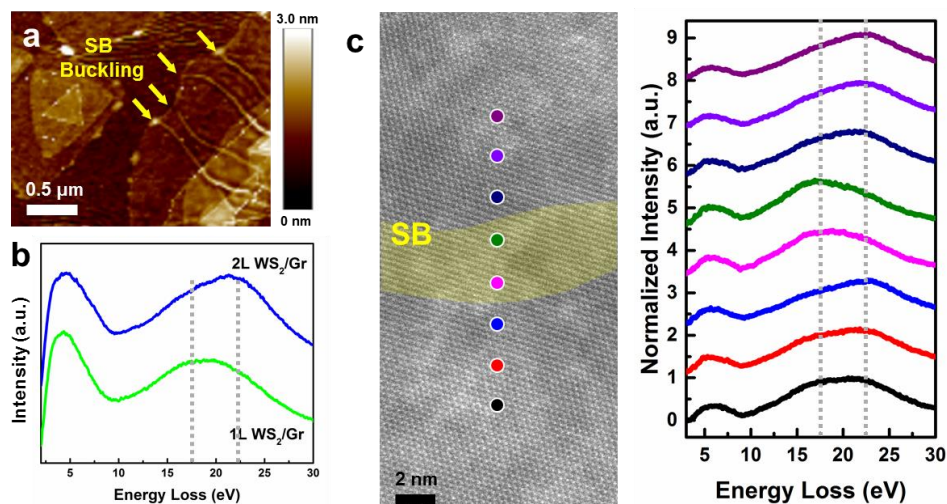 a
SB
Buckling
0.5 µm
3.0 nm
0 nm
b
2L WS₂/Gr
1L WS₂/Gr
Intensity (a.u.)
5 10 15 20 25 30
Energy Loss (eV)
c
SB
2 nm
Normalized Intensity (a.u.)
9
8
7
6
5
4
3
2
1
0
5 10 15 20 25 30
Energy Loss (eV)